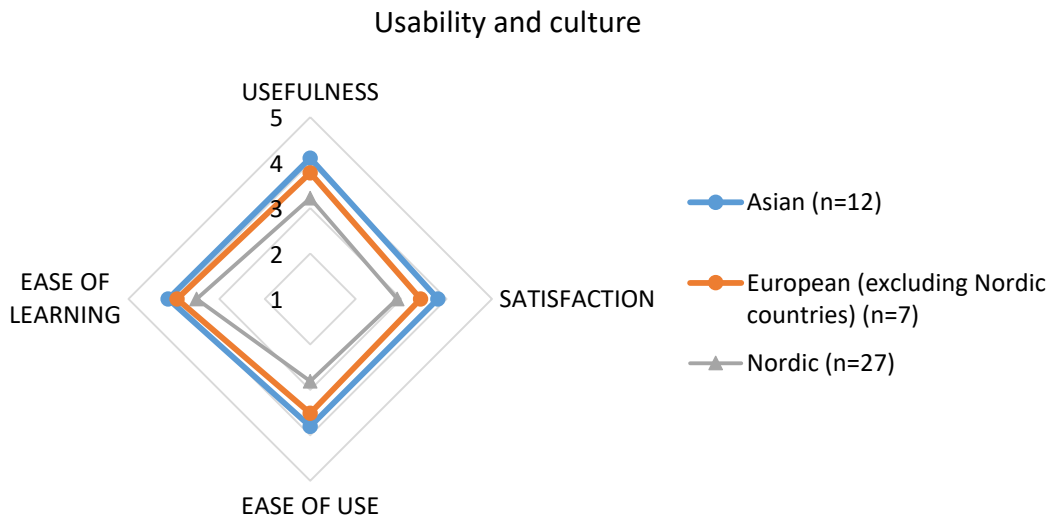 Usability and culture
USEFULNESS
5
4
3
2
1
EASE OF
LEARNING
SATISFACTION
EASE OF USE
Asian (n=12)
European (excluding Nordic
countries) (n=7)
Nordic (n=27)